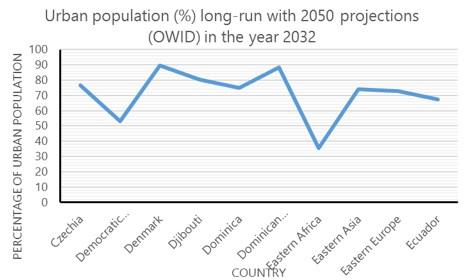 Urban population (%) long-run with 2050 projections
(OWID) in the year 2032
PERCENTAGE OF URBAN POPULATION
100
90
80
70
60
50
40
30
20
10
0
Czechia
Democratic...
Denmark
Djibouti
Dominica
Dominican...
Eastern Africa
Eastern Asia
Eastern Europe
Ecuador
COUNTRY